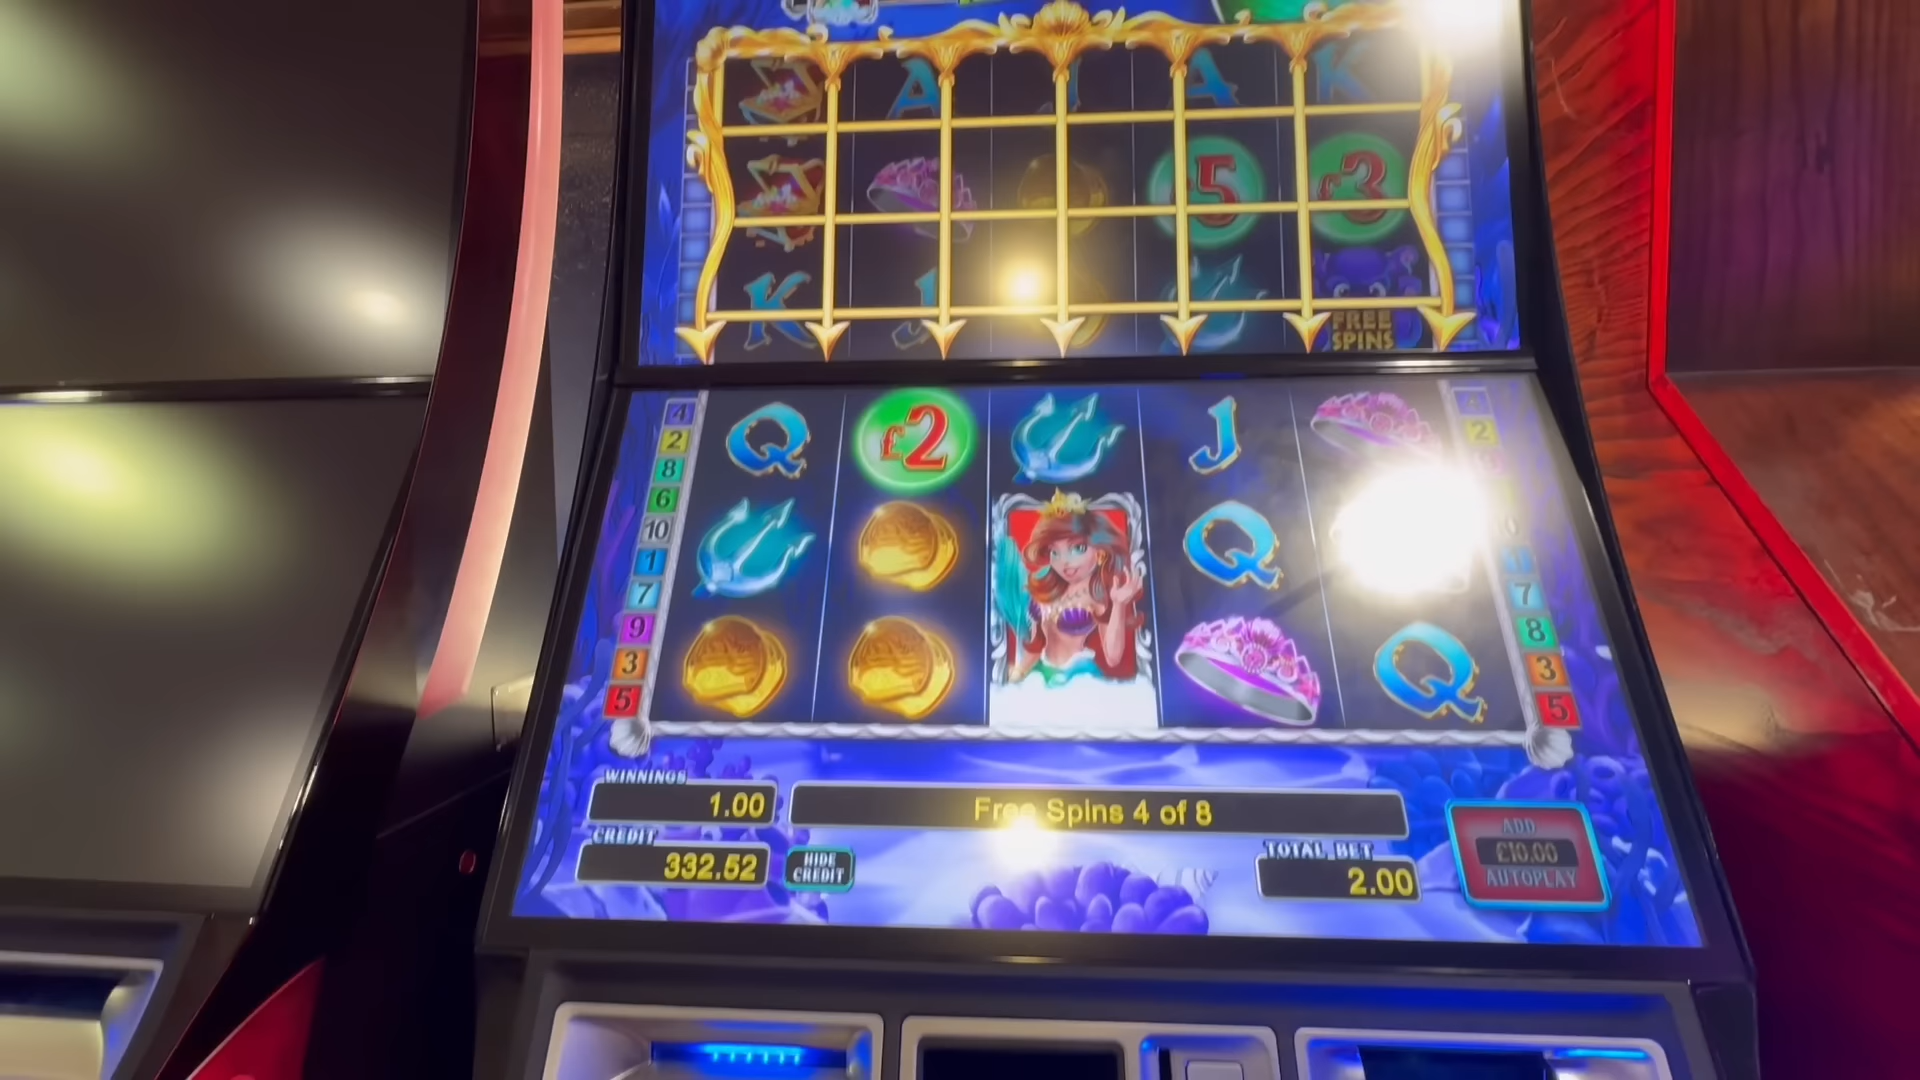 A A K
£5 £3
K J
FREE
SPINS
4 Q £2 J 4
2 2
8
6
10 Q
1
7 7
9 8
3 Q 3
5 5
WINNINGS
1.00
Free Spins 4 of 8
CREDIT
332.52
HIDE
CREDIT
TOTAL BET
2.00
ADD
£10.00
AUTOPLAY